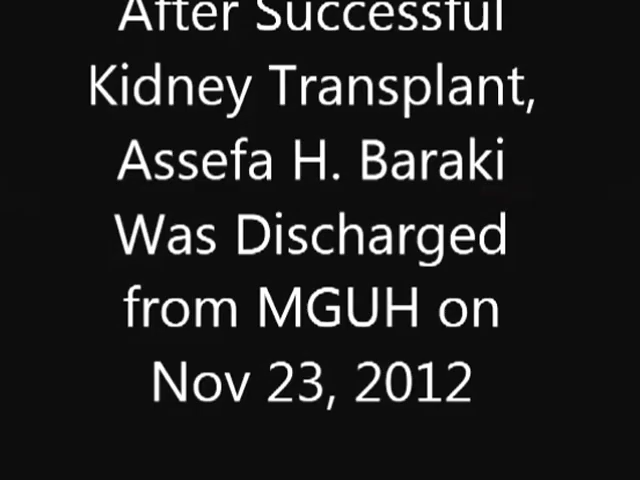 After Successful
Kidney Transplant,
Assefa H. Baraki
Was Discharged
from MGUH on
Nov 23, 2012